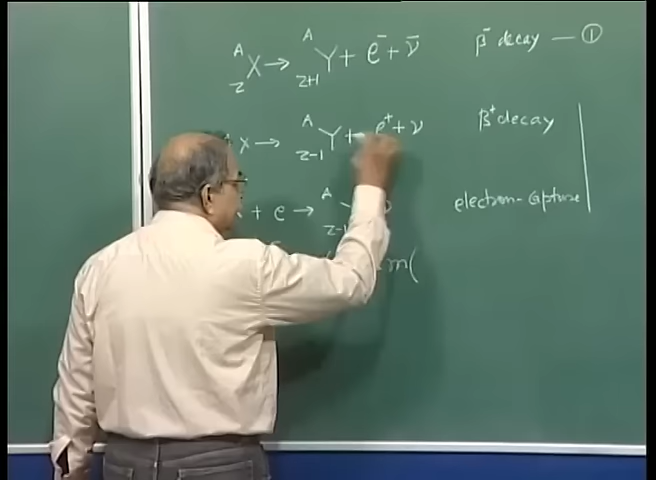 A/Z X → A/Z+1 Y + e⁻ + ν̄ β⁻ decay — ①
A X → A/Z-1 Y + e⁺ + ν β⁺ decay
+ e → A/Z-1 electron-capture
m(